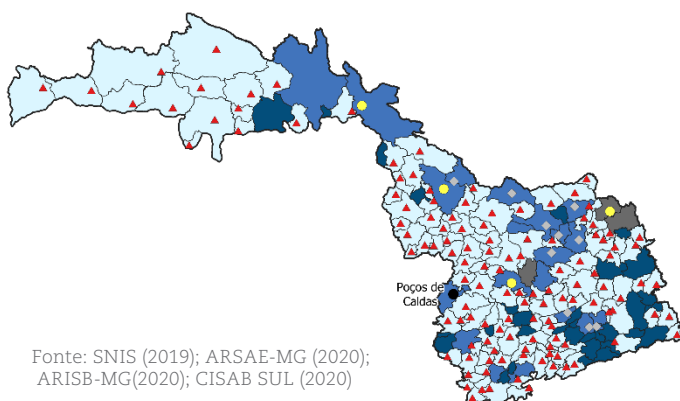 Poços de
Caldas
Fonte: SNIS (2019); ARSAE-MG (2020);
ARISB-MG(2020); CISAB SUL (2020)